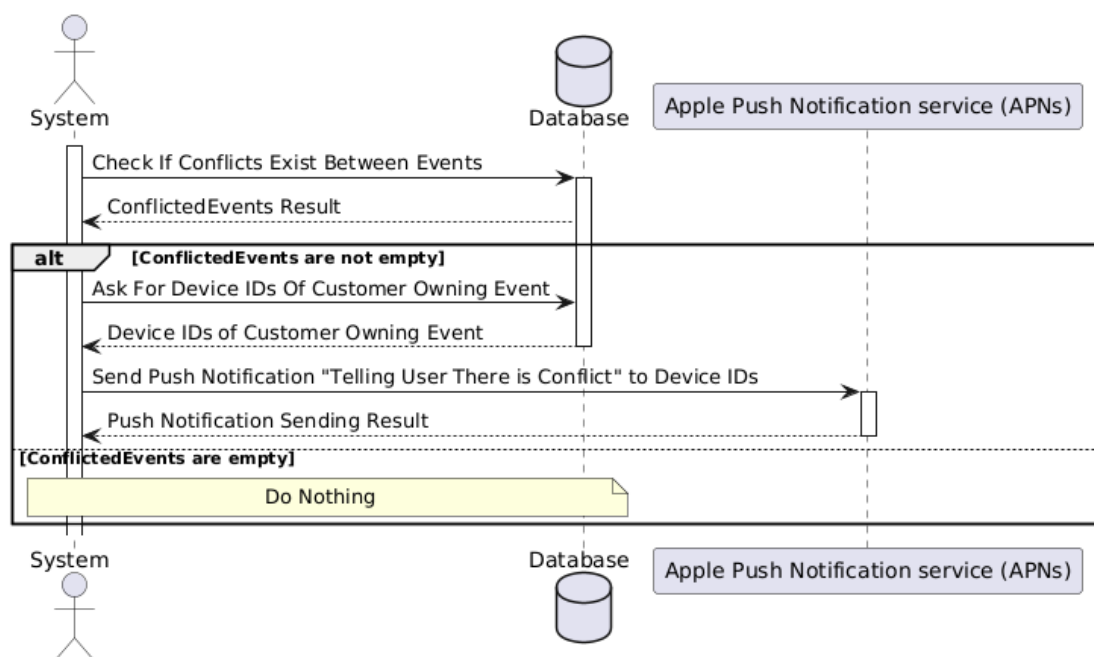 System
Database
Apple Push Notification service (APNs)
Check If Conflicts Exist Between Events
ConflictedEvents Result
alt
[ConflictedEvents are not empty]
Ask For Device IDs Of Customer Owning Event
Device IDs of Customer Owning Event
Send Push Notification "Telling User There is Conflict" to Device IDs
Push Notification Sending Result
[ConflictedEvents are empty]
Do Nothing
System
Database
Apple Push Notification service (APNs)